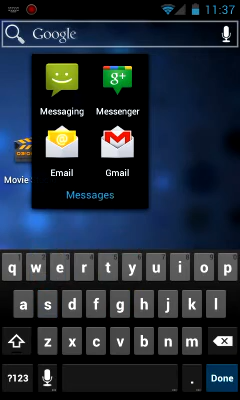 11:37
Google
Messaging Messenger
Email Gmail
Movie
Messages
q w e r t y u i o p
a s d f g h j k l
z x c v b n m
?123 . Done